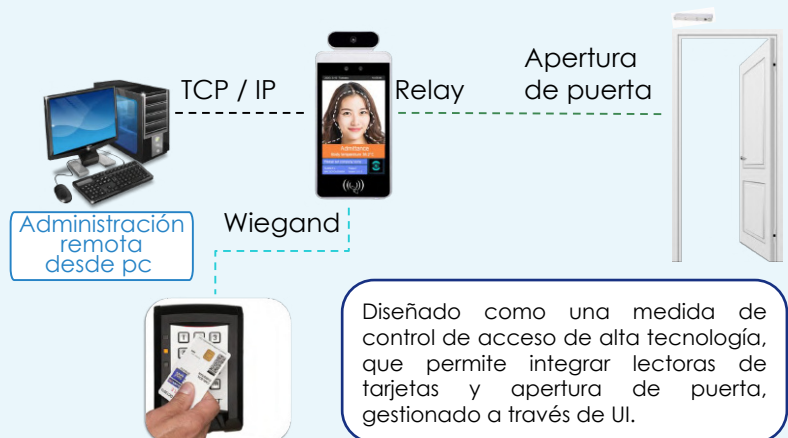 Apertura
de puerta
TCP / IP
Relay
Admittance
Wiegand
Administración
remota
desde pc
Diseñado como una medida de
control de acceso de alta tecnología,
que permite integrar lectoras de
tarjetas y apertura de puerta,
gestionado a través de UI.